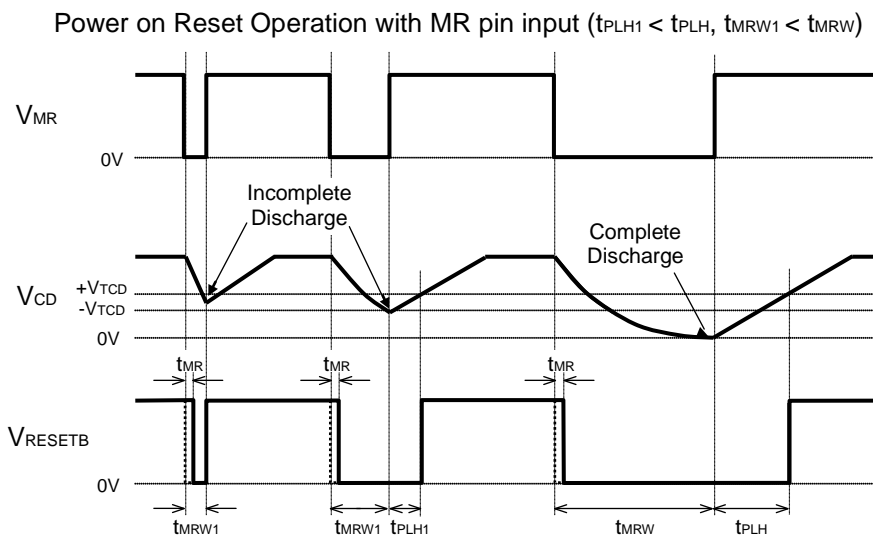 Power on Reset Operation with MR pin input (tPLH1 < tPLH, tMRW1 < tMRW)
VMR
0V
Incomplete
Discharge
Complete
Discharge
+VTCD
VCD
-VTCD
0V
tMR
tMR
tMR
VRESETB
0V
tMRW1
tMRW1
tPLH1
tMRW
tPLH